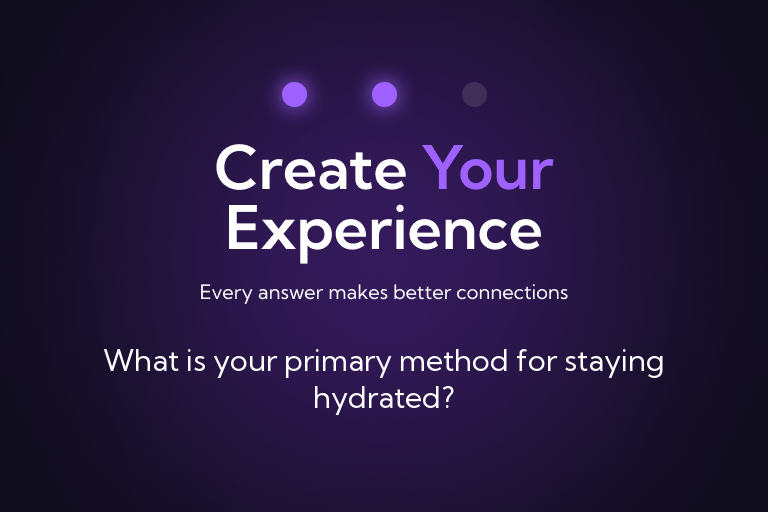 Create Your
Experience
Every answer makes better connections
What is your primary method for staying
hydrated?